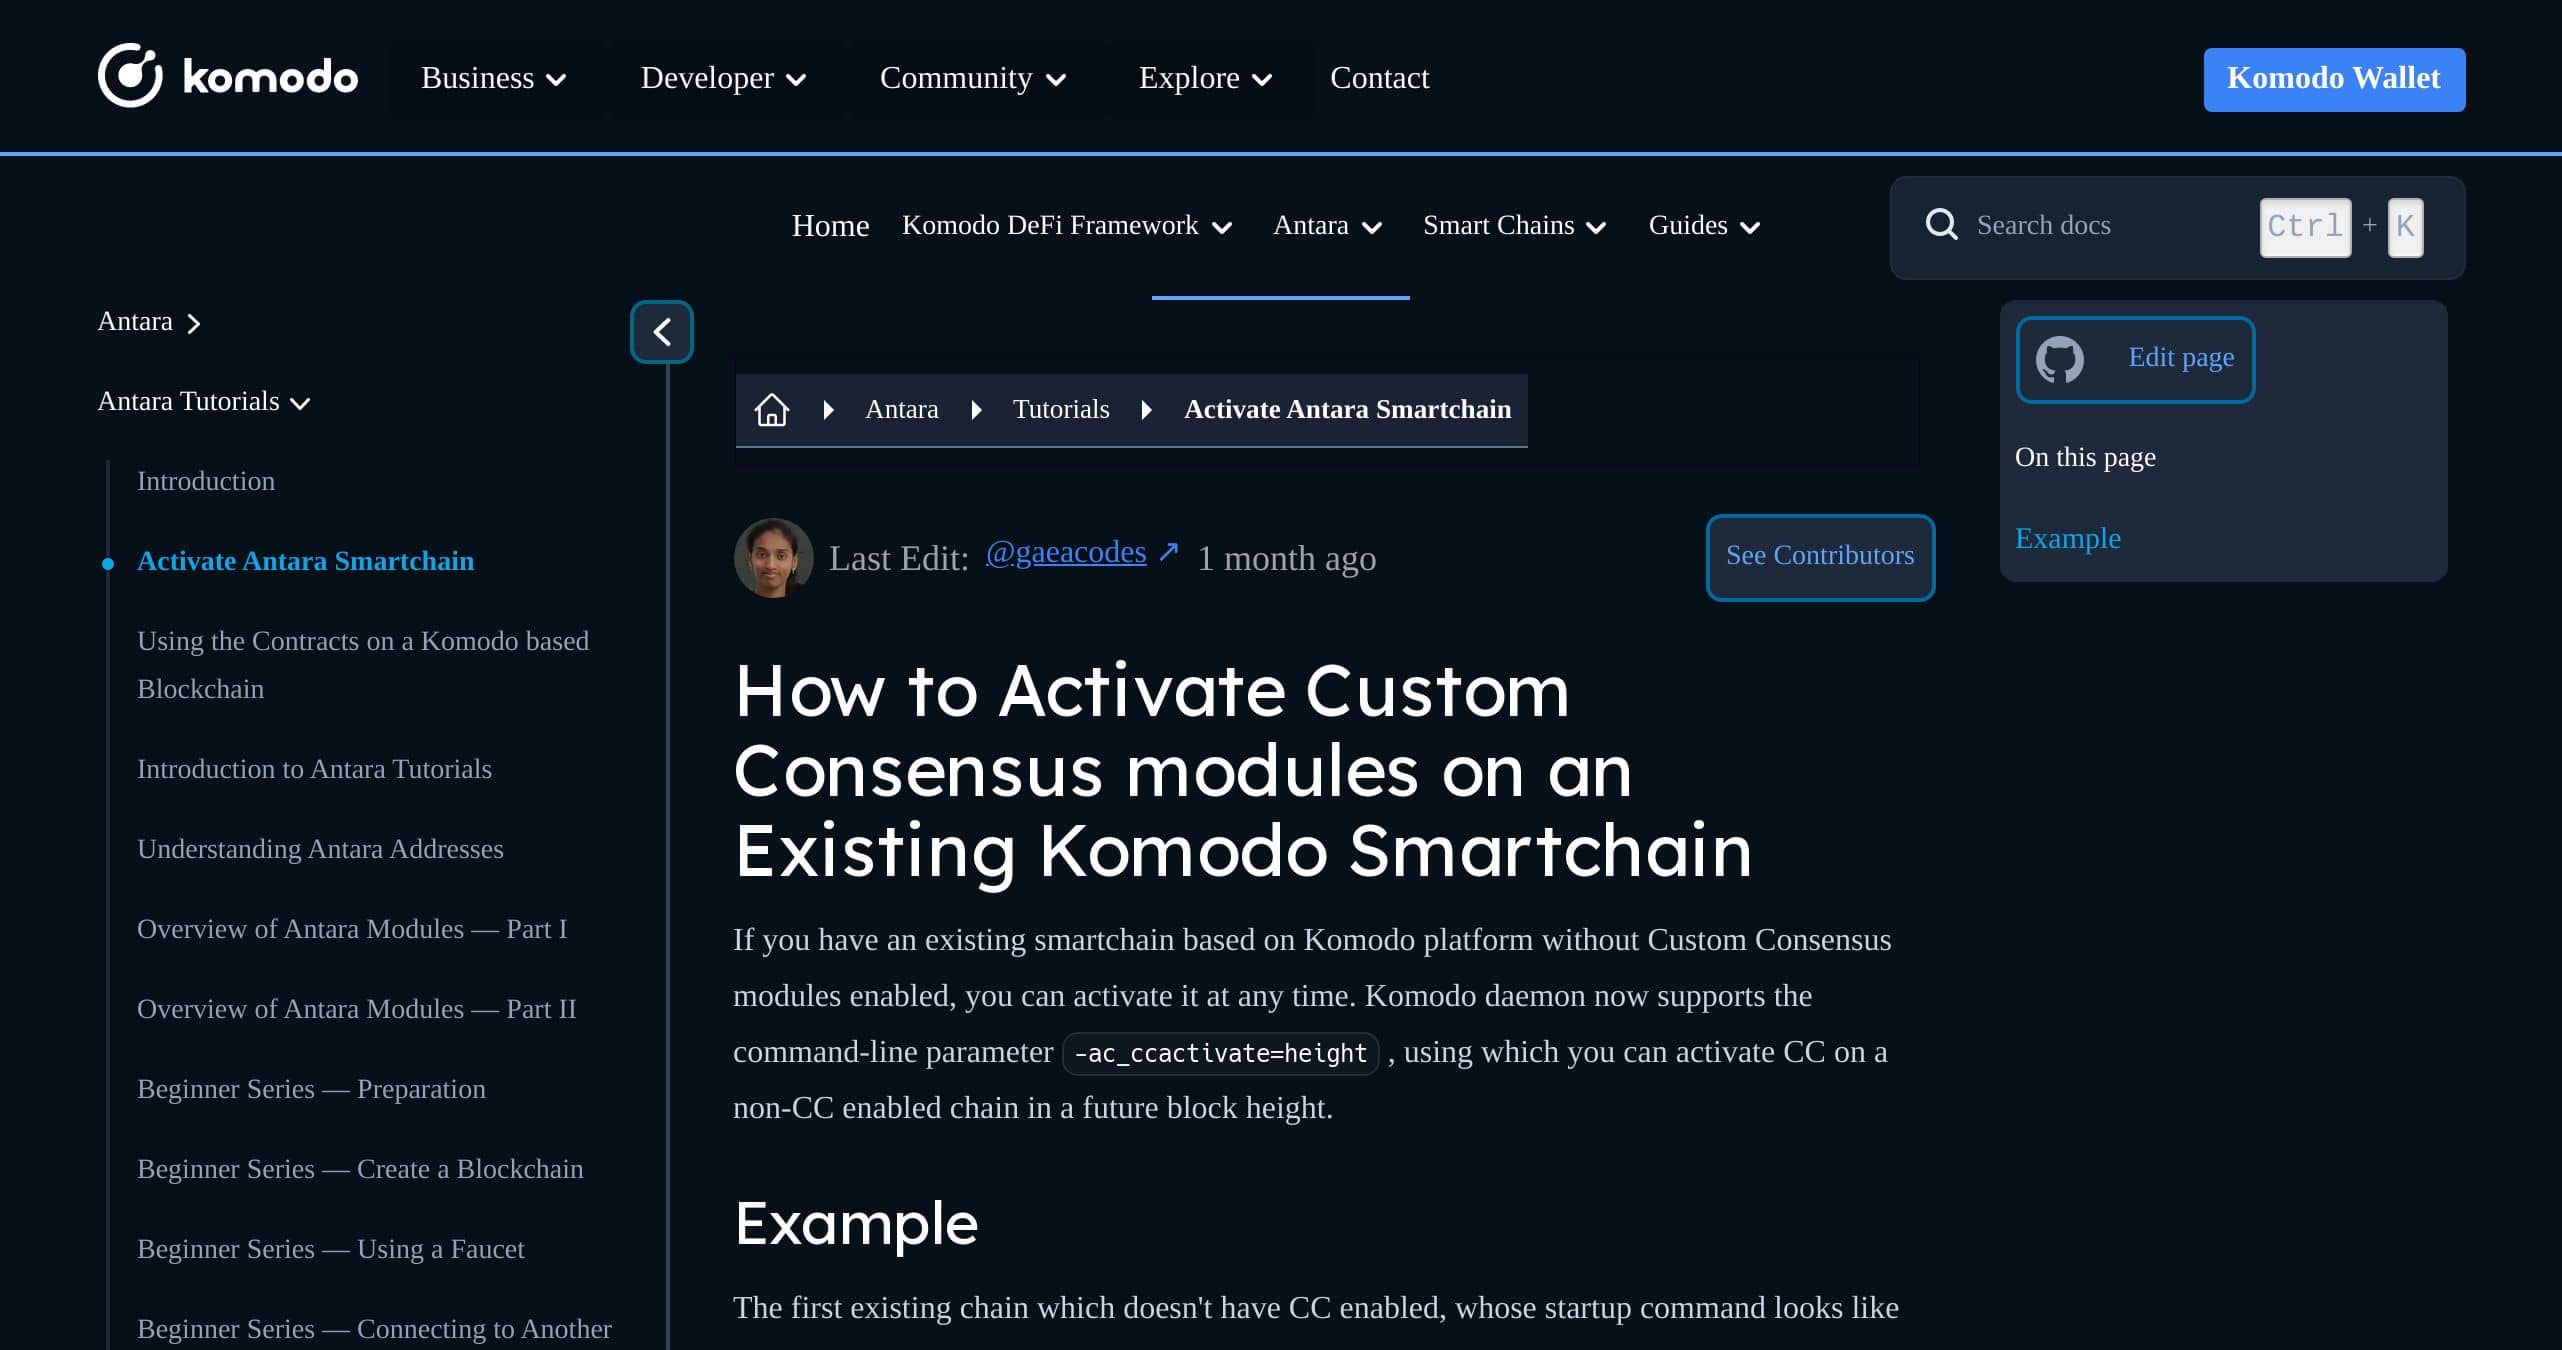 komodo
Business
Developer
Community
Explore
Contact
Komodo Wallet
Home
Komodo DeFi Framework
Antara
Smart Chains
Guides
Search docs
Ctrl + K
Antara
Antara Tutorials
Introduction
Activate Antara Smartchain
Using the Contracts on a Komodo based
Blockchain
Introduction to Antara Tutorials
Understanding Antara Addresses
Overview of Antara Modules — Part I
Overview of Antara Modules — Part II
Beginner Series — Preparation
Beginner Series — Create a Blockchain
Beginner Series — Using a Faucet
Beginner Series — Connecting to Another
Antara
Tutorials
Activate Antara Smartchain
Last Edit: @gaeacodes ↗ 1 month ago
See Contributors
How to Activate Custom
Consensus modules on an
Existing Komodo Smartchain
If you have an existing smartchain based on Komodo platform without Custom Consensus
modules enabled, you can activate it at any time. Komodo daemon now supports the
command-line parameter -ac_ccactivate=height , using which you can activate CC on a
non-CC enabled chain in a future block height.
Example
The first existing chain which doesn't have CC enabled, whose startup command looks like
Edit page
On this page
Example